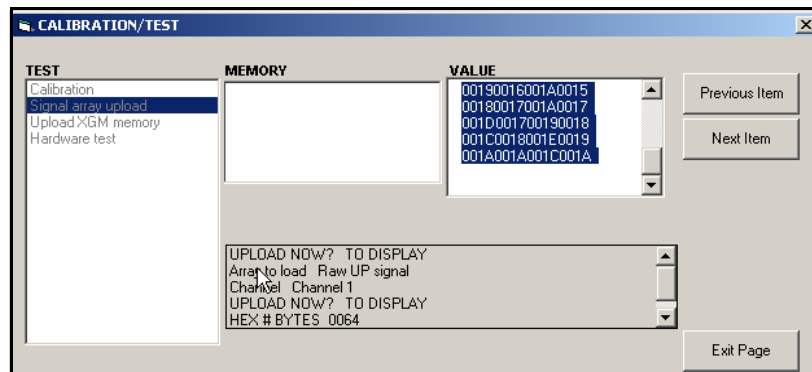 CALIBRATION/TEST
TEST
Calibration
Signal array upload
Upload XGM memory
Hardware test
MEMORY
VALUE
00190016001A0015
00180017001A0017
001D001700190018
001C0018001E0019
001A001A001C001A
Previous Item
Next Item
UPLOAD NOW? TO DISPLAY
Array to load Raw UP signal
Channel Channel 1
UPLOAD NOW? TO DISPLAY
HEX # BYTES 0064
Exit Page